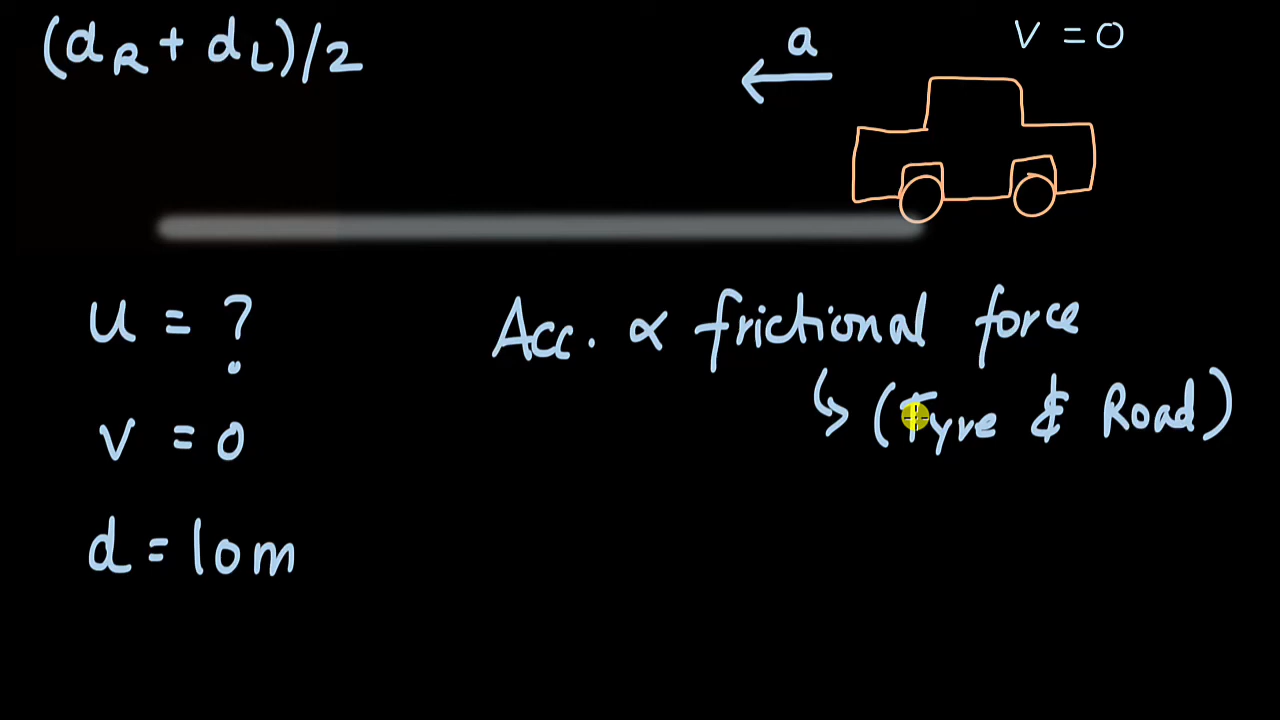 (dR + dL)/2
a
v = 0
u = ?
Acc. ∝ frictional force
↳ (Tyre & Road)
v = 0
d = 10m